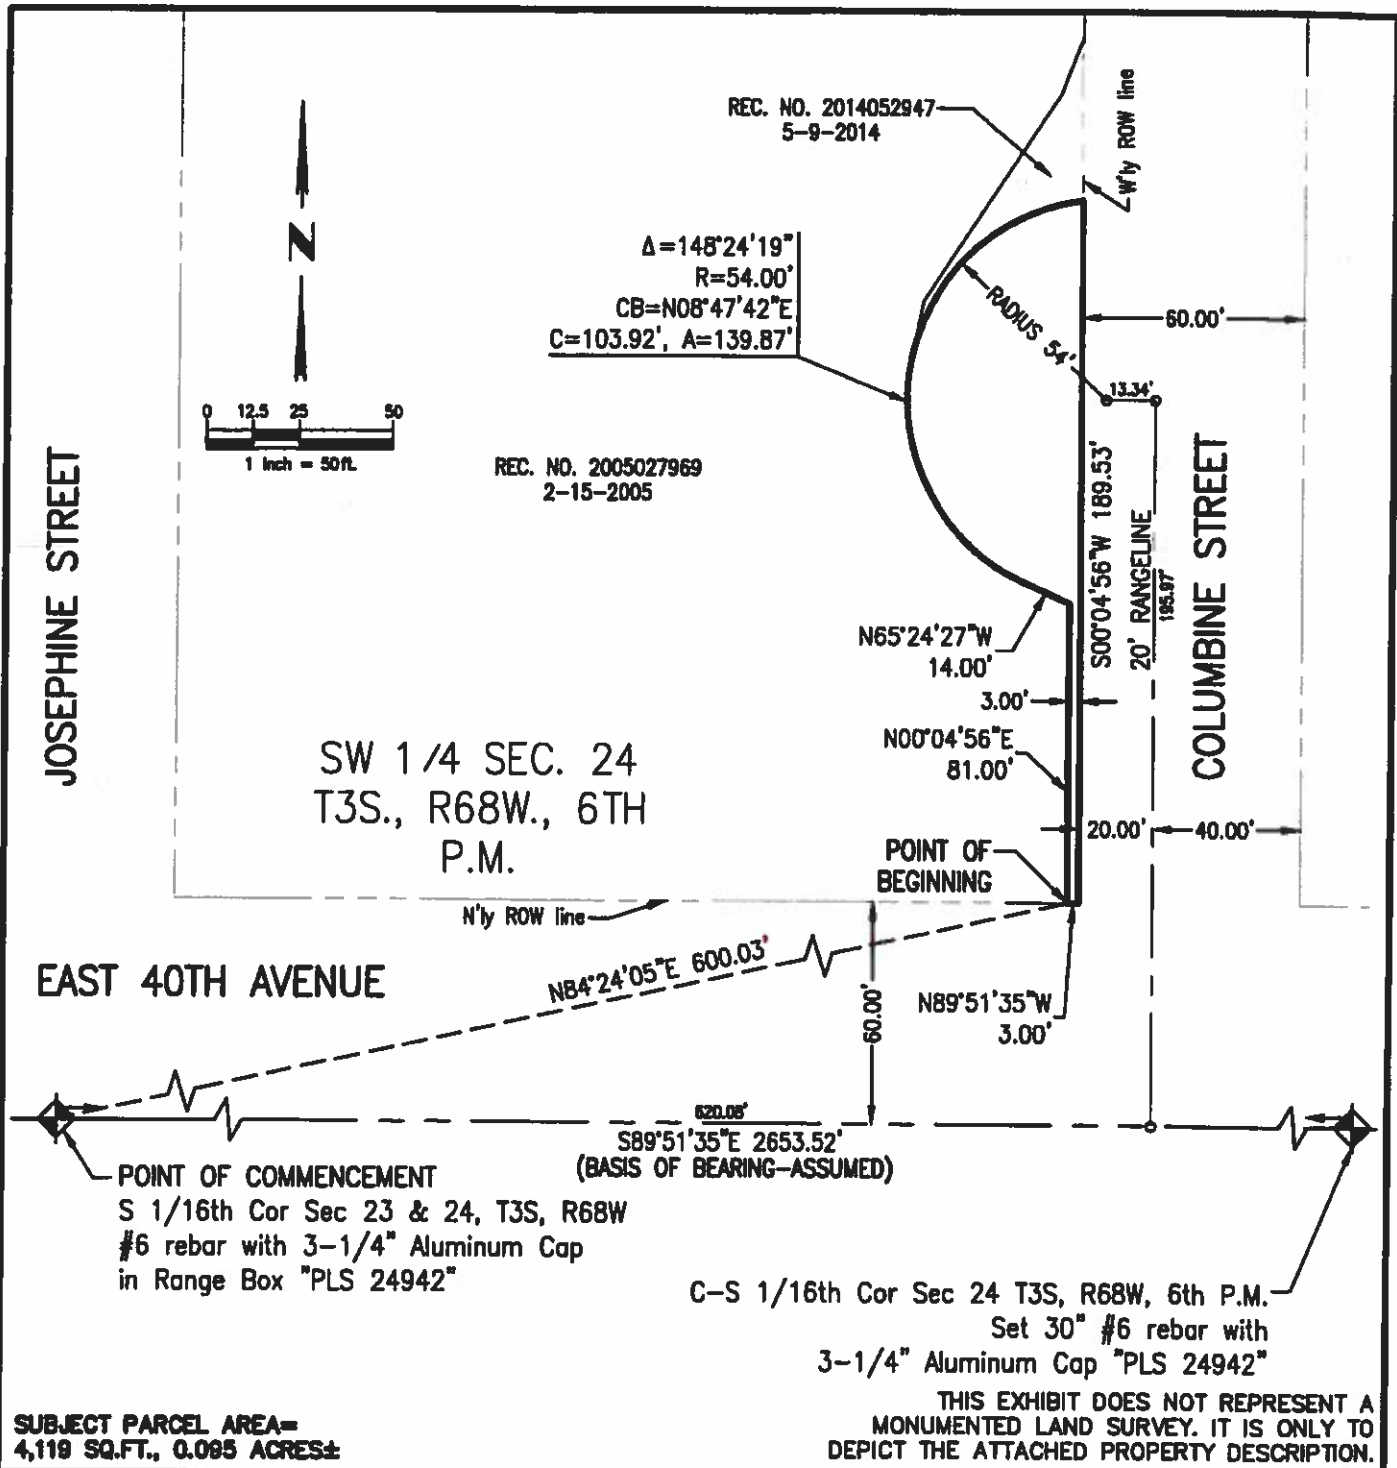 REC. NO. 2014052947
5-9-2014
W'ly ROW line
N
Δ=148°24'19"
R=54.00'
CB=N08°47'42"E
C=103.92', A=139.87'
RADIUS 54'
60.00'
13.34'
0 12.5 25 50
1 inch = 50ft.
REC. NO. 2005027969
2-15-2005
JOSEPHINE STREET
S00°04'56"W 189.53'
20' RANGELINE
195.97'
COLUMBINE STREET
N65°24'27"W
14.00'
3.00'
N00°04'56"E
81.00'
SW 1/4 SEC. 24
T3S., R68W., 6TH
P.M.
20.00'
40.00'
POINT OF
BEGINNING
N'ly ROW line
EAST 40TH AVENUE
N84°24'05"E 600.03'
60.00'
N89°51'35"W
3.00'
620.08'
S89°51'35"E 2653.52'
(BASIS OF BEARING-ASSUMED)
POINT OF COMMENCEMENT
S 1/16th Cor Sec 23 & 24, T3S, R68W
#6 rebar with 3-1/4" Aluminum Cap
in Range Box "PLS 24942"
C-S 1/16th Cor Sec 24 T3S, R68W, 6th P.M.
Set 30" #6 rebar with
3-1/4" Aluminum Cap "PLS 24942"
SUBJECT PARCEL AREA=
4,119 SQ.FT., 0.095 ACRES±
THIS EXHIBIT DOES NOT REPRESENT A
MONUMENTED LAND SURVEY. IT IS ONLY TO
DEPICT THE ATTACHED PROPERTY DESCRIPTION.